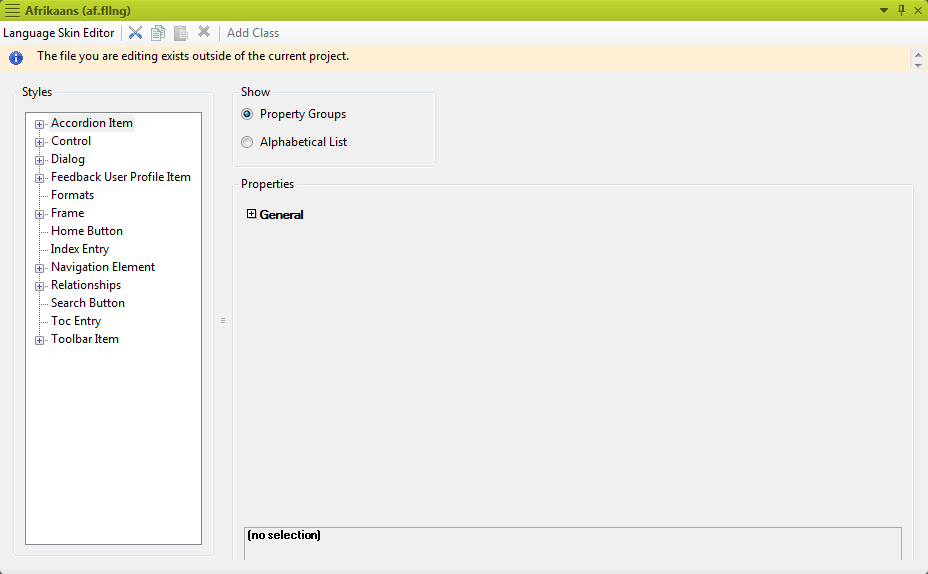 Afrikaans (af.fllng)
Language Skin Editor Add Class
The file you are editing exists outside of the current project.
Styles
Accordion Item
Control
Dialog
Feedback User Profile Item
Formats
Frame
Home Button
Index Entry
Navigation Element
Relationships
Search Button
Toc Entry
Toolbar Item
Show
Property Groups
Alphabetical List
Properties
General
(no selection)